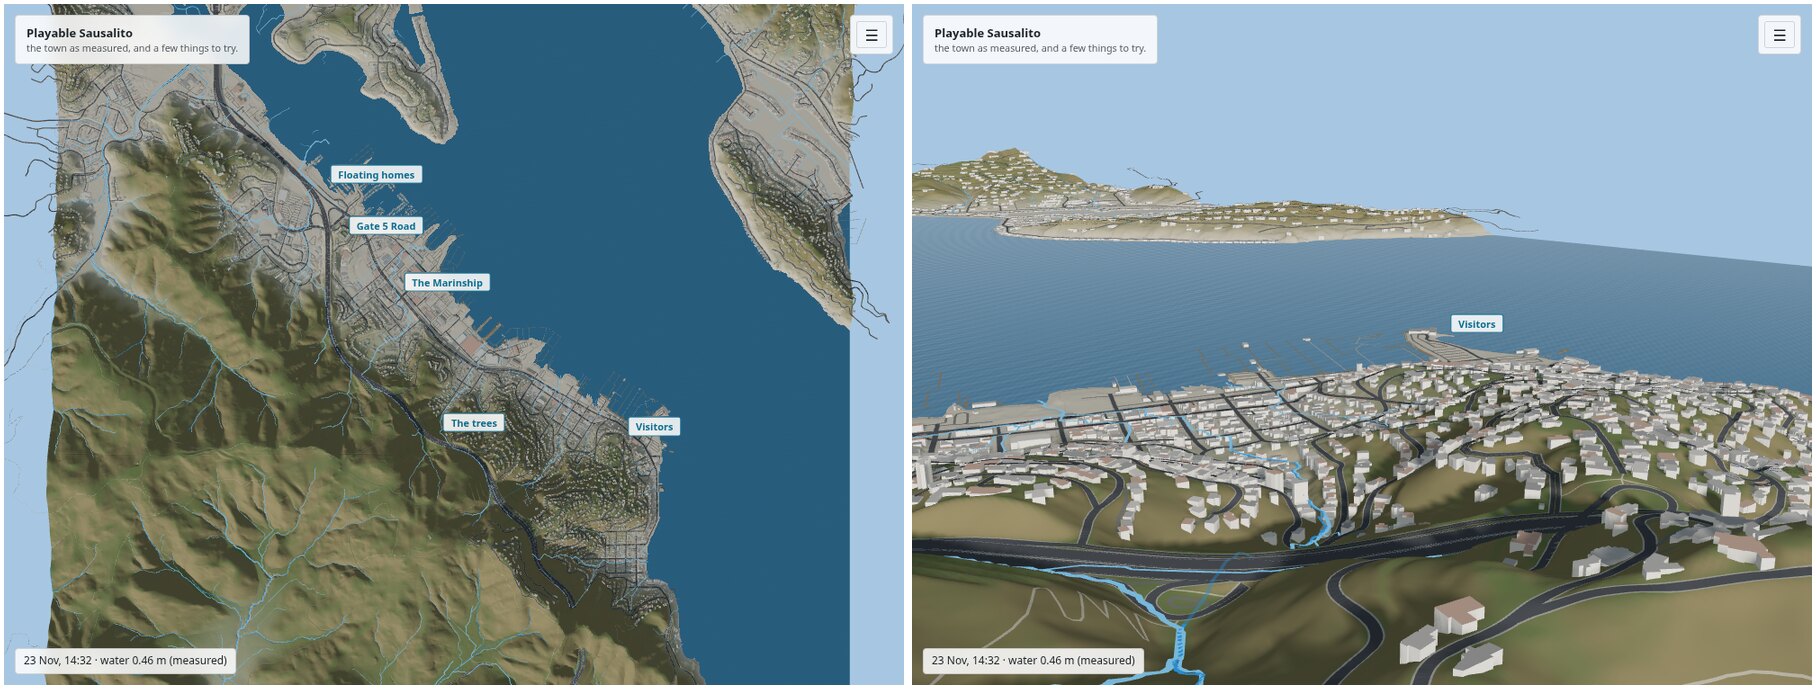 Playable Sausalito
the town as measured, and a few things to try.
☰
Floating homes
Gate 5 Road
The Marinship
The trees
Visitors
23 Nov, 14:32 · water 0.46 m (measured)
Playable Sausalito
the town as measured, and a few things to try.
☰
Visitors
23 Nov, 14:32 · water 0.46 m (measured)